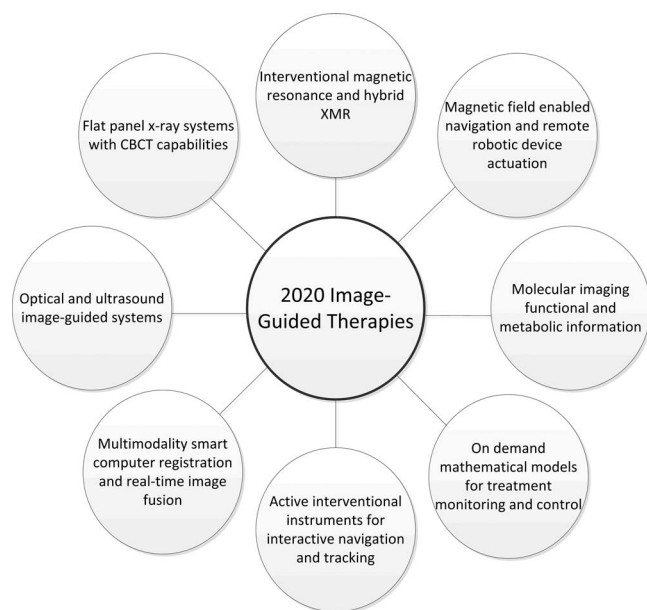 Interventional magnetic
resonance and hybrid
XMR
Magnetic field enabled
navigation and remote
robotic device
actuation
Molecular imaging
functional and
metabolic information
On demand
mathematical models
for treatment
monitoring and control
Active interventional
instruments for
interactive navigation
and tracking
Multimodality smart
computer registration
and real-time image
fusion
Optical and ultrasound
image-guided systems
Flat panel x-ray systems
with CBCT capabilities
2020 Image-
Guided Therapies